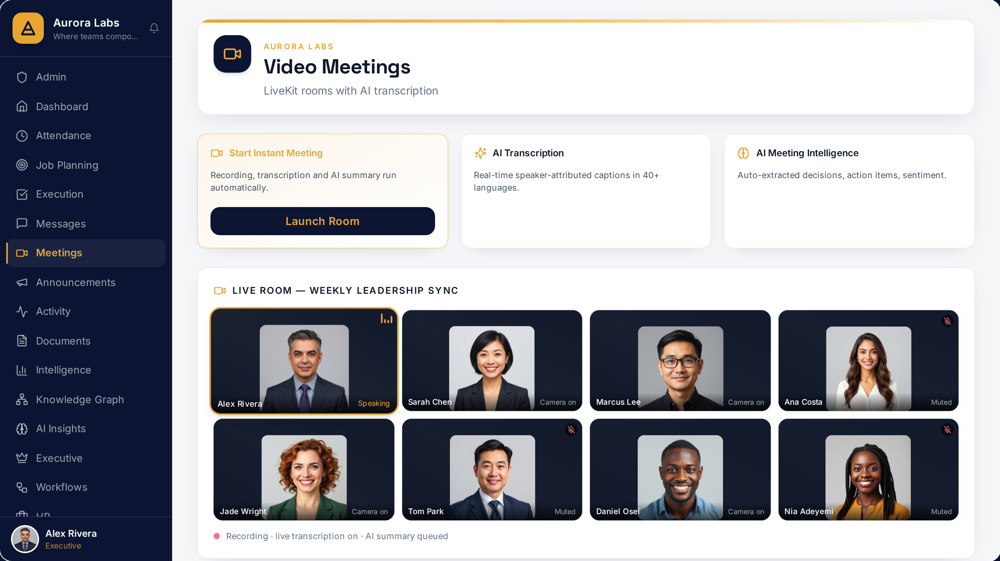 Aurora Labs
Where teams compo...
Admin
Dashboard
Attendance
Job Planning
Execution
Messages
Meetings
Announcements
Activity
Documents
Intelligence
Knowledge Graph
AI Insights
Executive
Workflows
HR
Alex Rivera
Executive
AURORA LABS
Video Meetings
LiveKit rooms with AI transcription
Start Instant Meeting
Recording, transcription and AI summary run
automatically.
Launch Room
AI Transcription
Real-time speaker-attributed captions in 40+
languages.
AI Meeting Intelligence
Auto-extracted decisions, action items, sentiment.
LIVE ROOM — WEEKLY LEADERSHIP SYNC
Alex Rivera Speaking
Sarah Chen Camera on
Marcus Lee Camera on
Ana Costa Muted
Jade Wright Camera on
Tom Park Muted
Daniel Osei Camera on
Nia Adeyemi Muted
Recording · live transcription on · AI summary queued